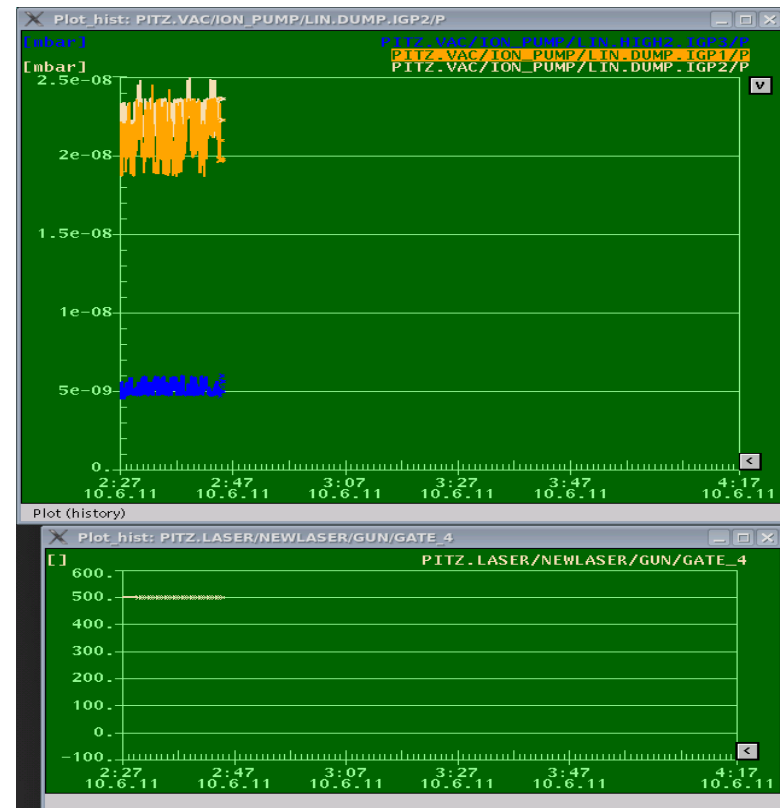 Plot_hist: PITZ.VAC/ION_PUMP/LIN.DUMP.IGP2/P
[mbar] PITZ.VAC/ION_PUMP/LIN.HIGH2.IGP3/P
PITZ.VAC/ION_PUMP/LIN.DUMP.IGP1/P
[mbar] PITZ.VAC/ION_PUMP/LIN.DUMP.IGP2/P
2.5e-08
V
2e-08
1.5e-08
1e-08
5e-09
0.
<
2:27 2:47 3:07 3:27 3:47 4:17
10.6.11 10.6.11 10.6.11 10.6.11 10.6.11 10.6.11
Plot (history)
Plot_hist: PITZ.LASER/NEWLASER/GUN/GATE_4
[] PITZ.LASER/NEWLASER/GUN/GATE_4
600.
500.
400.
300.
200.
100.
0.
-100.
<
2:27 2:47 3:07 3:27 3:47 4:17
10.6.11 10.6.11 10.6.11 10.6.11 10.6.11 10.6.11